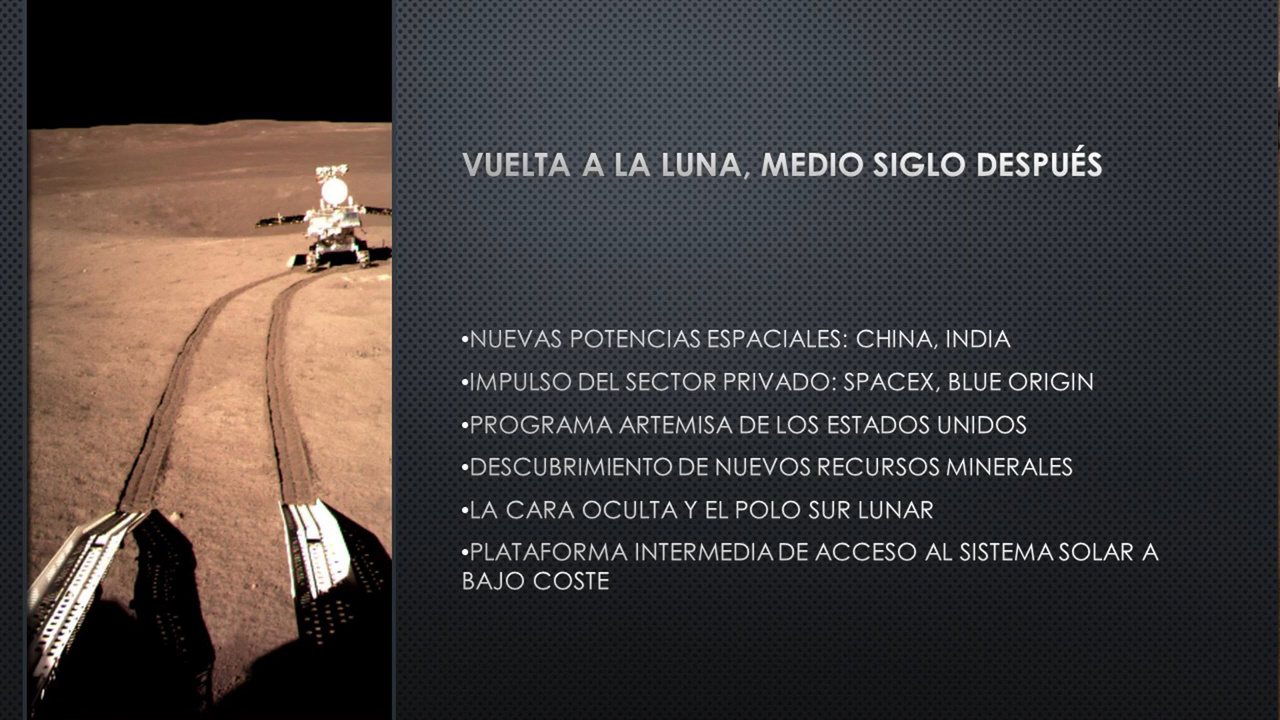 VUELTA A LA LUNA, MEDIO SIGLO DESPUÉS
•NUEVAS POTENCIAS ESPACIALES: CHINA, INDIA
•IMPULSO DEL SECTOR PRIVADO: SPACEX, BLUE ORIGIN
•PROGRAMA ARTEMISA DE LOS ESTADOS UNIDOS
•DESCUBRIMIENTO DE NUEVOS RECURSOS MINERALES
•LA CARA OCULTA Y EL POLO SUR LUNAR
•PLATAFORMA INTERMEDIA DE ACCESO AL SISTEMA SOLAR A
BAJO COSTE